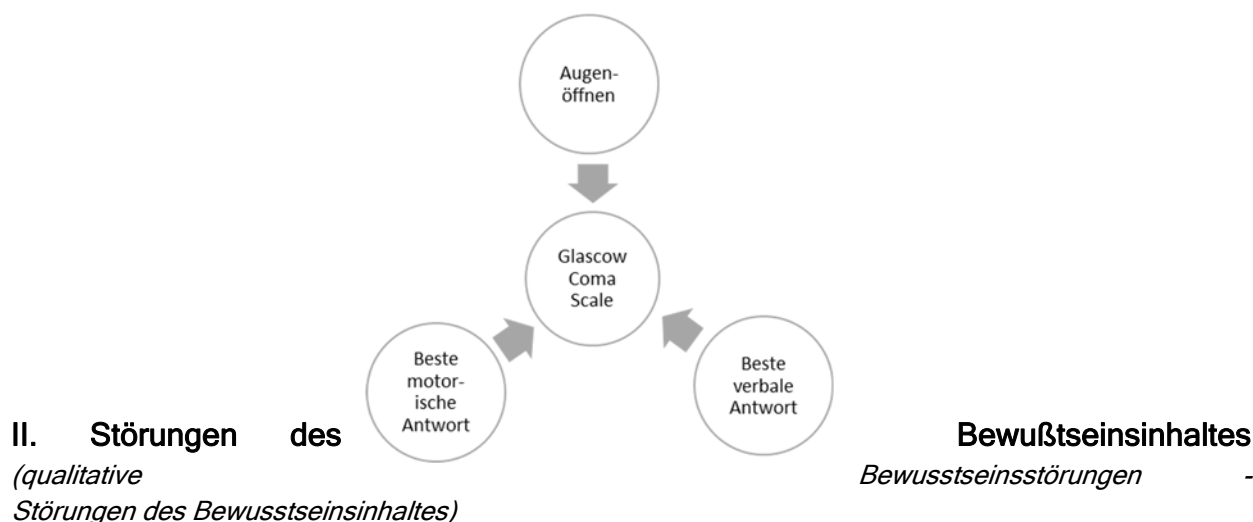 Augen-
öffnen
Glascow
Coma
Scale
Beste
motor-
ische
Antwort
Beste
verbale
Antwort
II. Störungen des Bewußtseinsinhaltes
(qualitative Bewusstseinsstörungen -
Störungen des Bewusstseinsinhaltes)